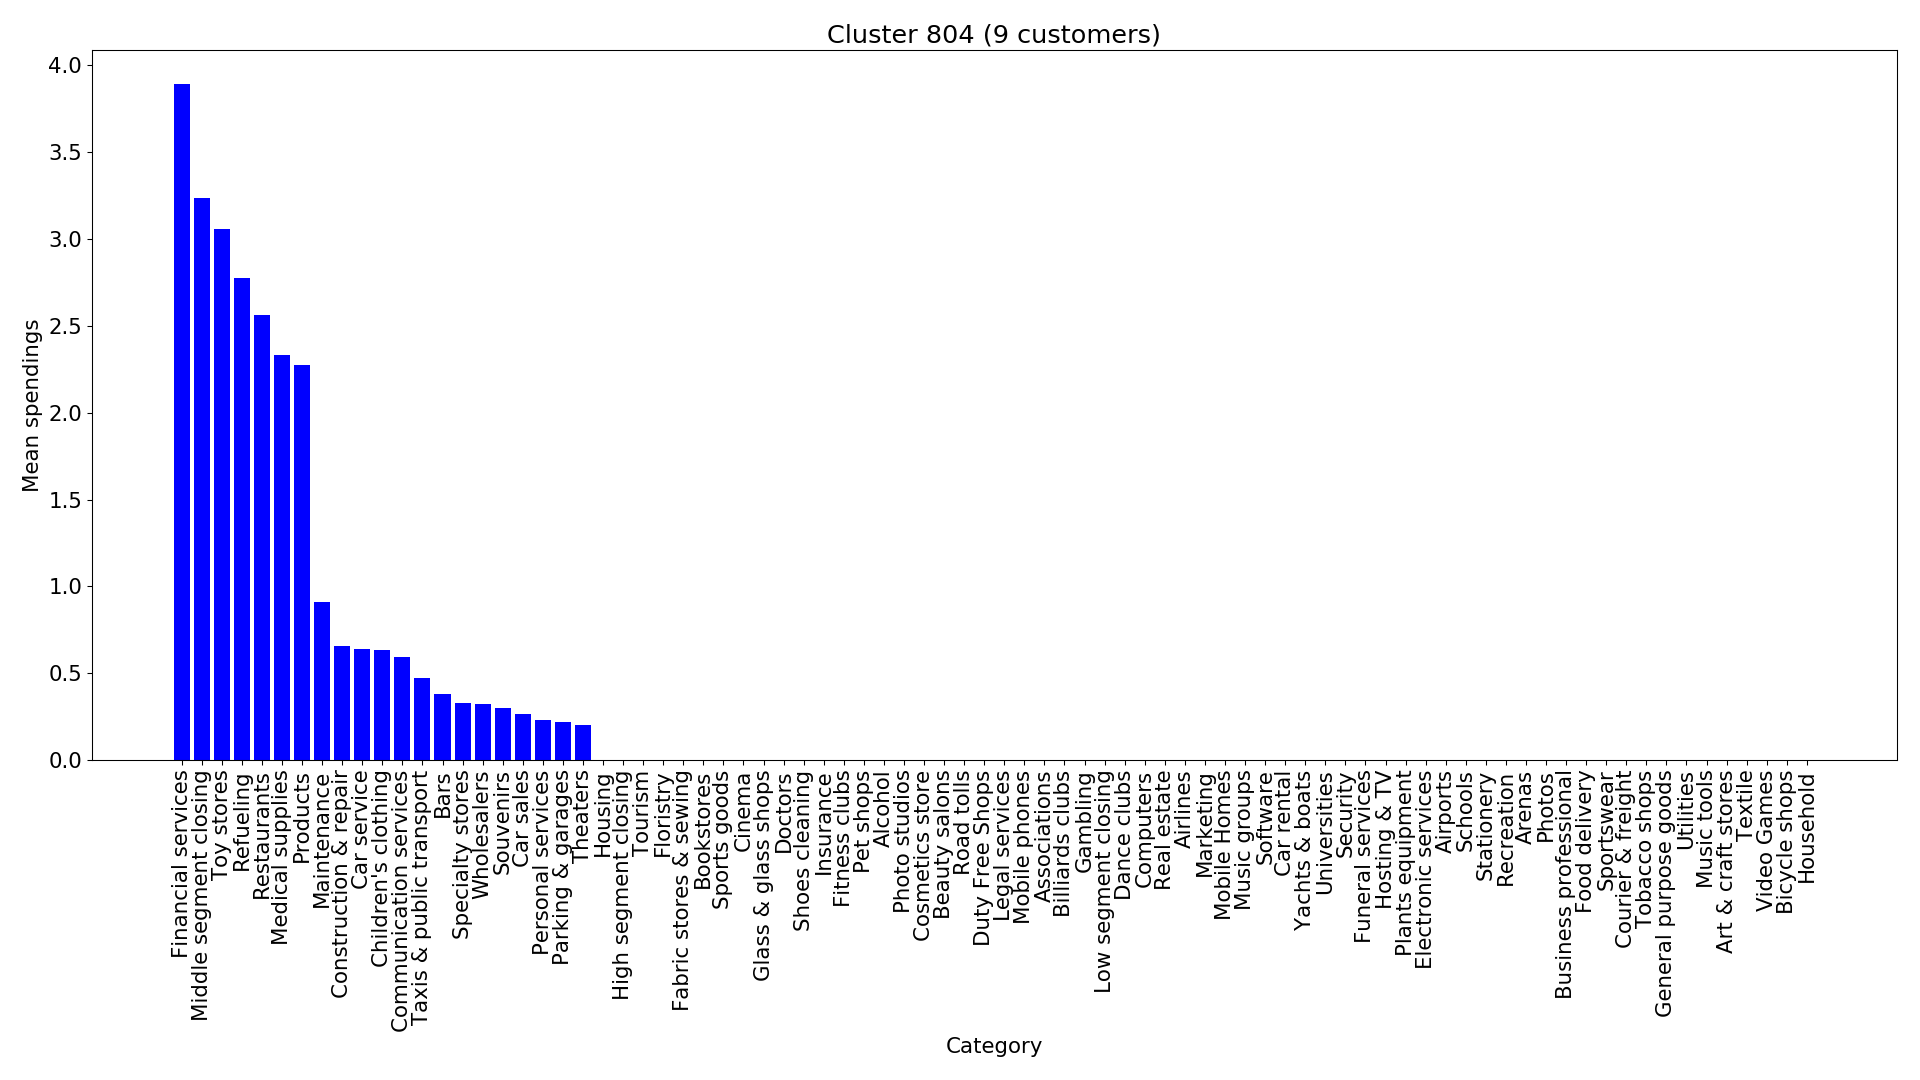 Cluster 804 (9 customers)
4.0
3.5
3.0
2.5
2.0
1.5
1.0
0.5
0.0
Mean spendings
Financial services
Middle segment closing
Toy stores
Refueling
Restaurants
Medical supplies
Products
Maintenance
Construction & repair
Car service
Children's clothing
Communication services
Taxis & public transport
Bars
Specialty stores
Wholesalers
Souvenirs
Car sales
Personal services
Parking & garages
Theaters
Housing
High segment closing
Tourism
Floristry
Fabric stores & sewing
Bookstores
Sports goods
Cinema
Glass & glass shops
Doctors
Shoes cleaning
Insurance
Fitness clubs
Pet shops
Alcohol
Photo studios
Cosmetics store
Beauty salons
Road tolls
Duty Free Shops
Legal services
Mobile phones
Associations
Billiards clubs
Gambling
Low segment closing
Dance clubs
Computers
Real estate
Airlines
Marketing
Mobile Homes
Music groups
Software
Car rental
Yachts & boats
Universities
Security
Funeral services
Hosting & TV
Plants equipment
Electronic services
Airports
Schools
Stationery
Recreation
Arenas
Photos
Business professional
Food delivery
Sportswear
Courier & freight
Tobacco shops
General purpose goods
Utilities
Music tools
Art & craft stores
Textile
Video Games
Bicycle shops
Household
Category